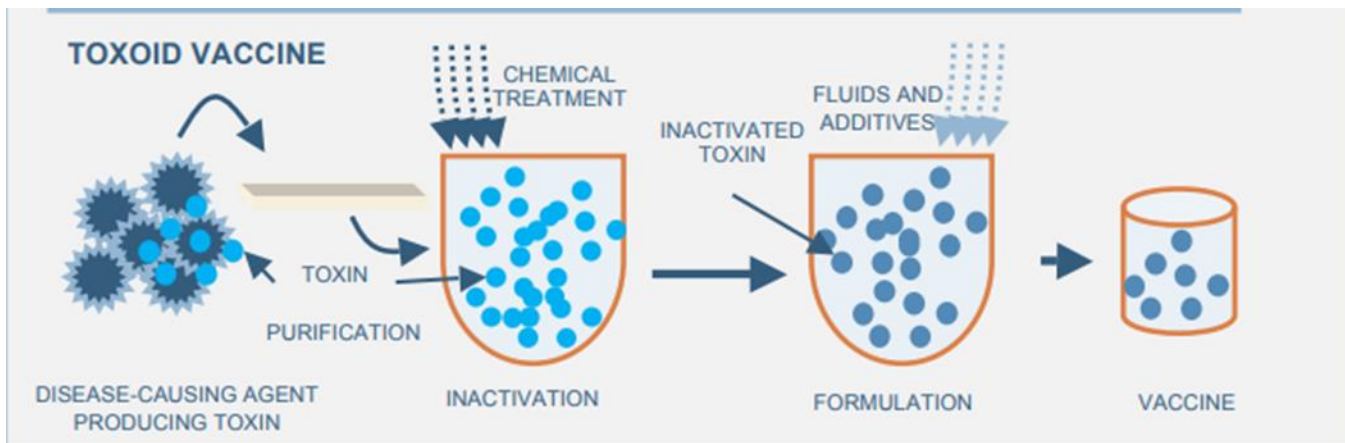 TOXOID VACCINE
CHEMICAL
TREATMENT
FLUIDS AND
ADDITIVES
INACTIVATED
TOXIN
TOXIN
PURIFICATION
DISEASE-CAUSING AGENT
PRODUCING TOXIN
INACTIVATION
FORMULATION
VACCINE